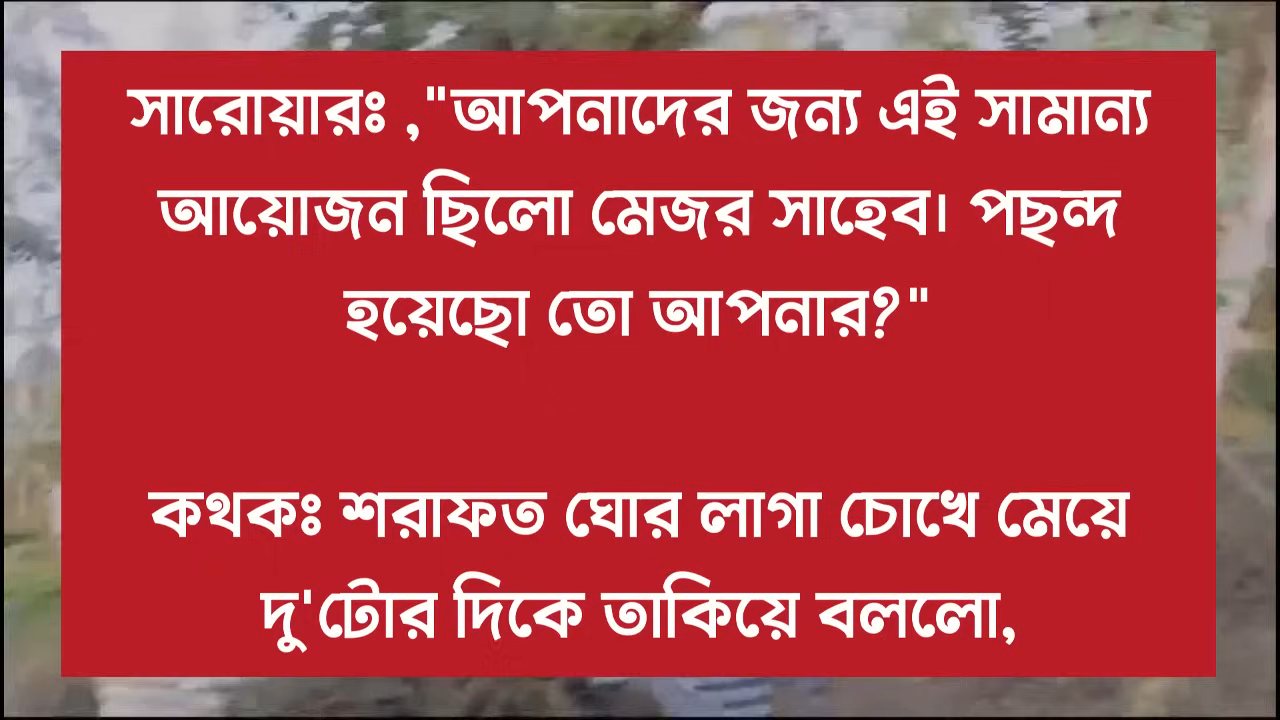 সারোয়ারঃ ,"আপনাদের জন্য এই সামান্য
আয়োজন ছিলো মেজর সাহেব। পছন্দ
হয়েছো তো আপনার?"
কথকঃ শরাফত ঘোর লাগা চোখে মেয়ে
দু'টোর দিকে তাকিয়ে বললো,